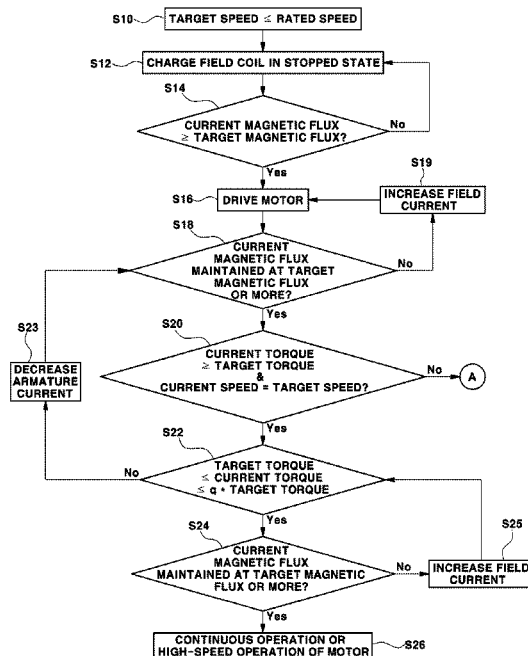 S10
TARGET SPEED ≤ RATED SPEED
S12
CHARGE FIELD COIL IN STOPPED STATE
S14
CURRENT MAGNETIC FLUX
≥ TARGET MAGNETIC FLUX?
No
Yes
S16
DRIVE MOTOR
S19
INCREASE FIELD
CURRENT
S18
CURRENT
MAGNETIC FLUX
MAINTAINED AT TARGET
MAGNETIC FLUX
OR MORE?
No
Yes
S20
CURRENT TORQUE
≥ TARGET TORQUE
&
CURRENT SPEED = TARGET SPEED?
No
A
Yes
S23
DECREASE
ARMATURE
CURRENT
S22
TARGET TORQUE
≤ CURRENT TORQUE
≤ q * TARGET TORQUE
No
Yes
S24
CURRENT
MAGNETIC FLUX
MAINTAINED AT TARGET MAGNETIC
FLUX OR MORE?
No
S25
INCREASE FIELD
CURRENT
Yes
CONTINUOUS OPERATION OR
HIGH-SPEED OPERATION OF MOTOR
S26